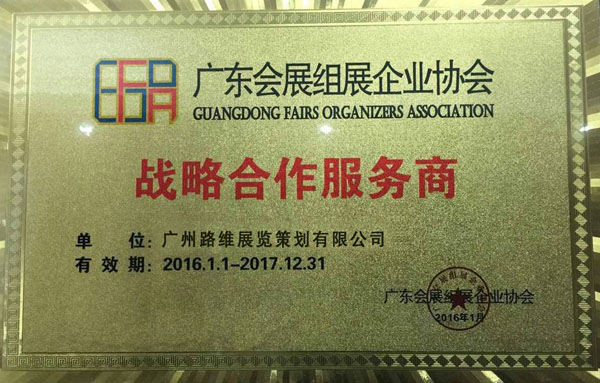 广东会展组展企业协会
GUANGDONG FAIRS ORGANIZERS ASSOCIATION
战略合作服务商
单 位: 广州路维展览策划有限公司
有 效 期: 2016.1.1-2017.12.31
广东会展组展企业协会
2016年1月